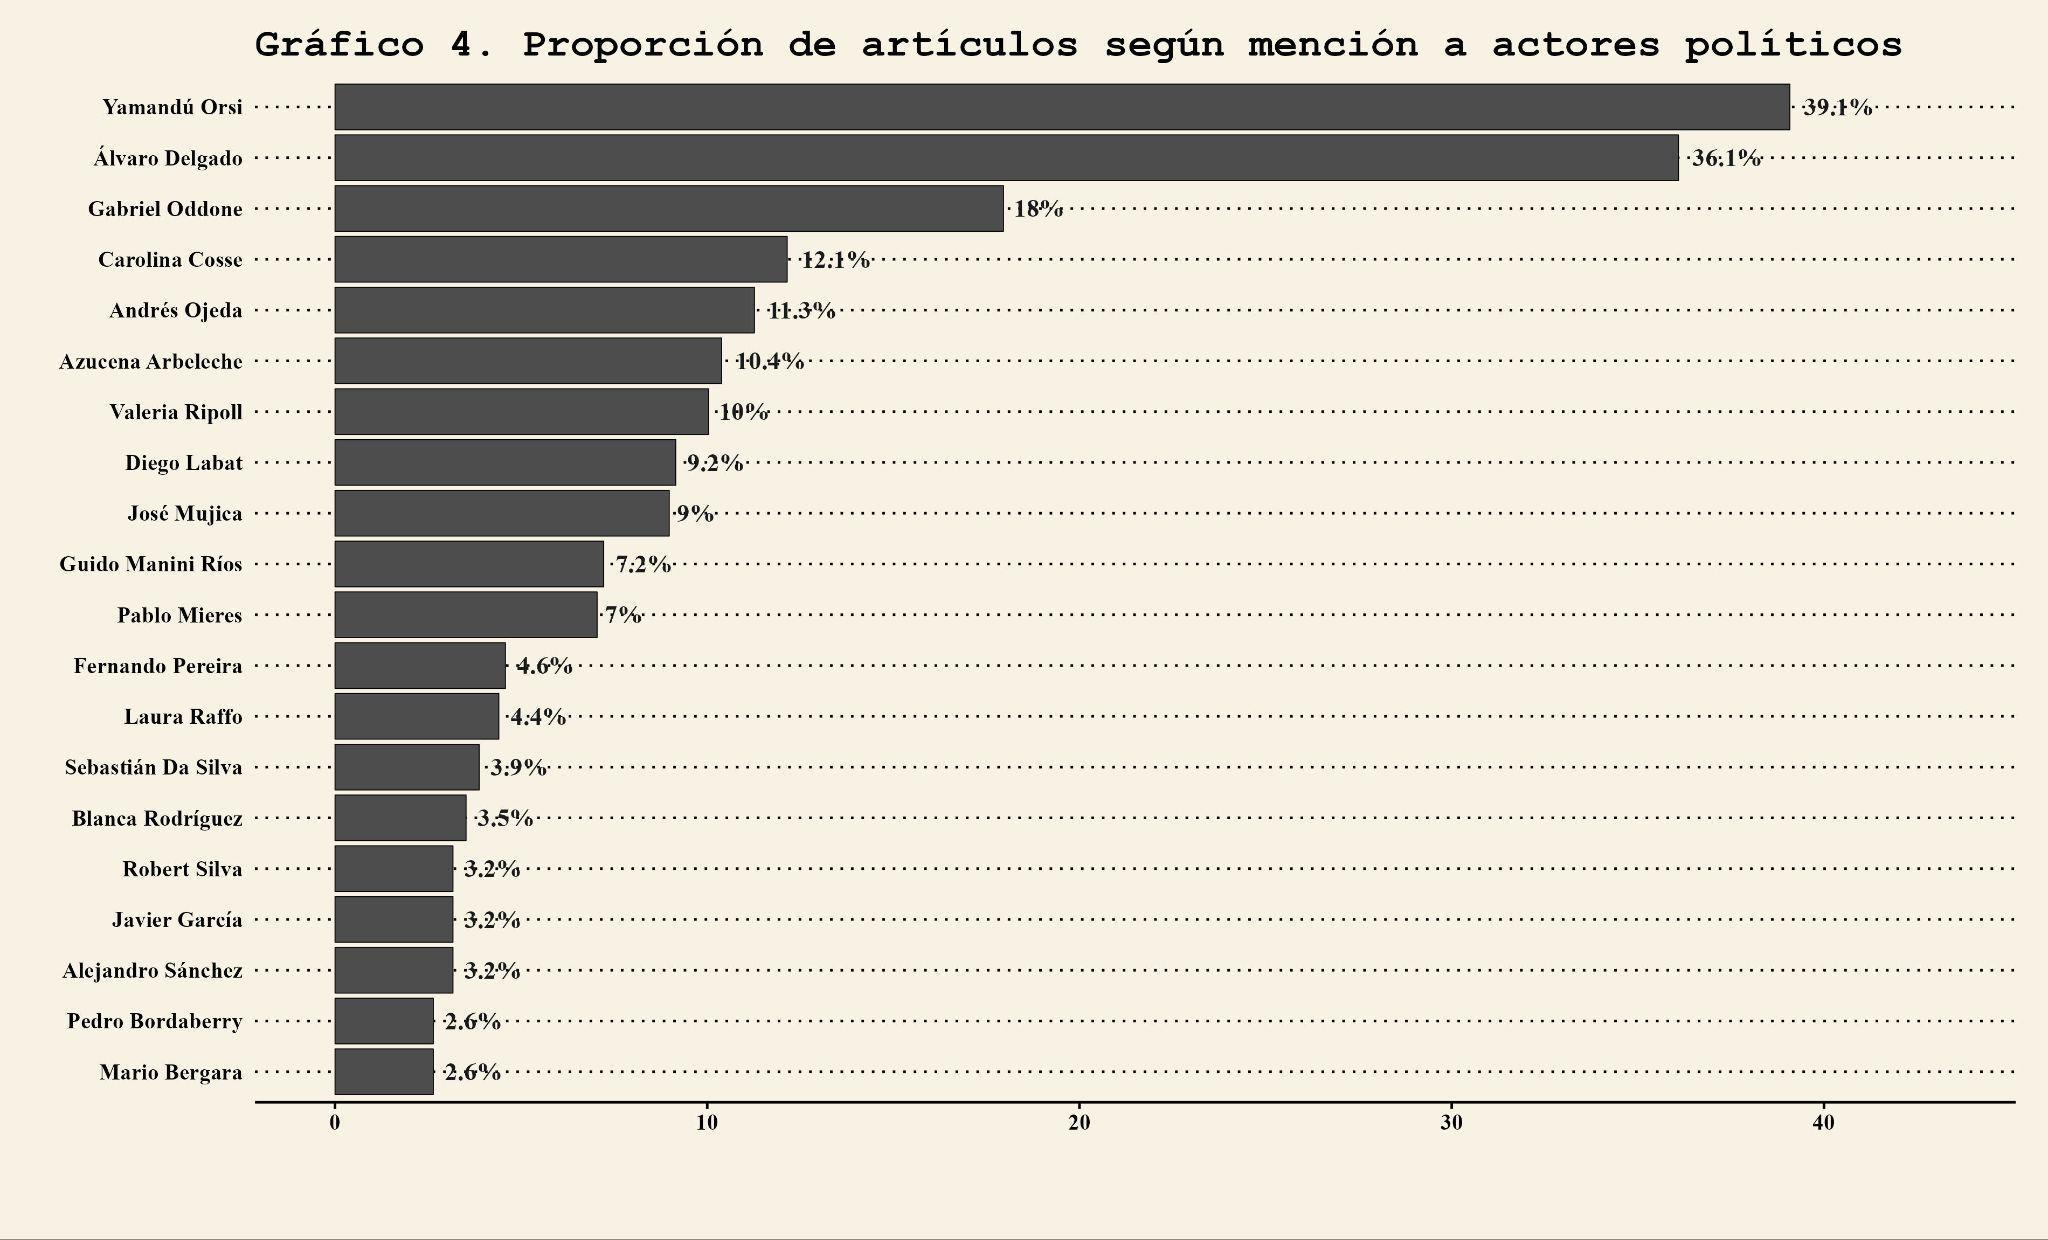 Gráfico 4. Proporción de artículos según mención a actores políticos
Yamandú Orsi 39.1%
Álvaro Delgado 36.1%
Gabriel Oddone 18%
Carolina Cosse 12.1%
Andrés Ojeda 11.3%
Azucena Arbeleche 10.4%
Valeria Ripoll 10%
Diego Labat 9.2%
José Mujica 9%
Guido Manini Ríos 7.2%
Pablo Mieres 7%
Fernando Pereira 4.6%
Laura Raffo 4.4%
Sebastián Da Silva 3.9%
Blanca Rodríguez 3.5%
Robert Silva 3.2%
Javier García 3.2%
Alejandro Sánchez 3.2%
Pedro Bordaberry 2.6%
Mario Bergara 2.6%
0 10 20 30 40